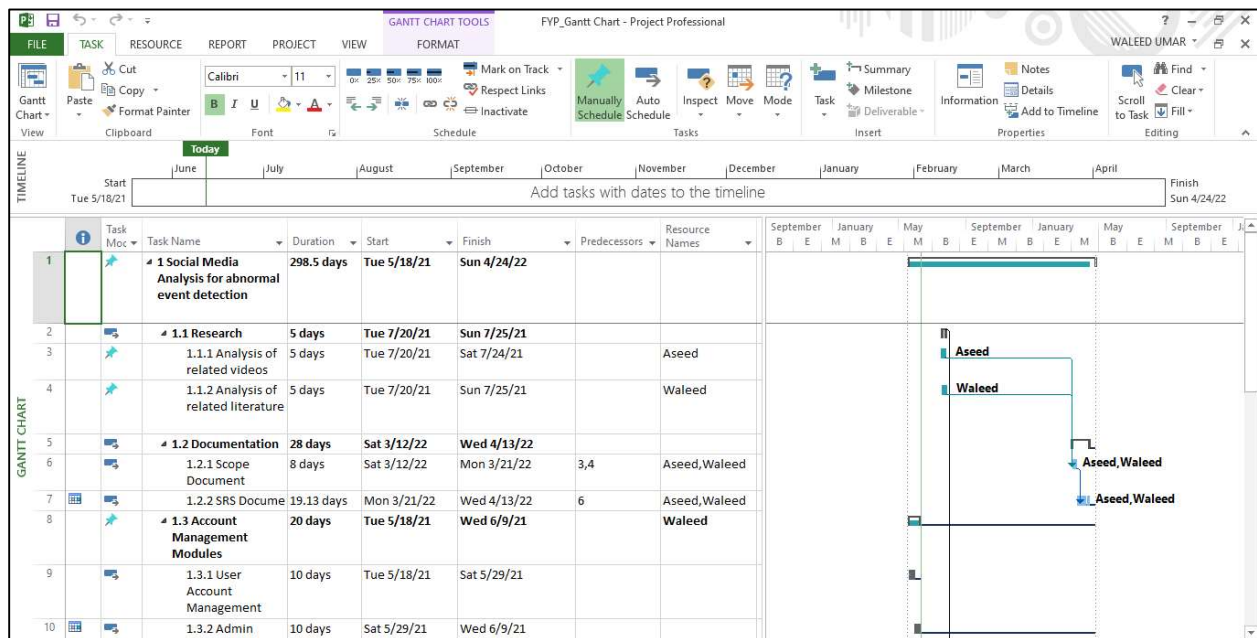 GANTT CHART TOOLS
FYP_Gantt Chart - Project Professional
FILE TASK RESOURCE REPORT PROJECT VIEW FORMAT WALEED UMAR
Gantt Chart
View
Paste
Cut
Copy
Format Painter
Clipboard
Calibri 11
B I U A
Font
0× 25× 50× 75× 100×
Mark on Track
Respect Links
Inactivate
Schedule
Manually Schedule
Auto Schedule
Inspect Move Mode
Tasks
Task
Summary
Milestone
Deliverable
Insert
Information
Notes
Details
Add to Timeline
Properties
Scroll to Task
Find
Clear
Fill
Editing
TIMELINE
Today
June July August September October November December January February March April
Start
Tue 5/18/21
Add tasks with dates to the timeline
Finish
Sun 4/24/22
GANTT CHART
Task Moc Task Name Duration Start Finish Predecessors Resource Names
September January May September January May September
B E M B E M B E M B E M B E M B E
1 1 Social Media Analysis for abnormal event detection 298.5 days Tue 5/18/21 Sun 4/24/22
2 1.1 Research 5 days Tue 7/20/21 Sun 7/25/21
3 1.1.1 Analysis of related videos 5 days Tue 7/20/21 Sat 7/24/21 Aseed
Aseed
4 1.1.2 Analysis of related literature 5 days Tue 7/20/21 Sun 7/25/21 Waleed
Waleed
5 1.2 Documentation 28 days Sat 3/12/22 Wed 4/13/22
6 1.2.1 Scope Document 8 days Sat 3/12/22 Mon 3/21/22 3,4 Aseed,Waleed
Aseed,Waleed
7 1.2.2 SRS Docume 19.13 days Mon 3/21/22 Wed 4/13/22 6 Aseed,Waleed
Aseed,Waleed
8 1.3 Account Management Modules 20 days Tue 5/18/21 Wed 6/9/21 Waleed
9 1.3.1 User Account Management 10 days Tue 5/18/21 Sat 5/29/21
10 1.3.2 Admin 10 days Sat 5/29/21 Wed 6/9/21